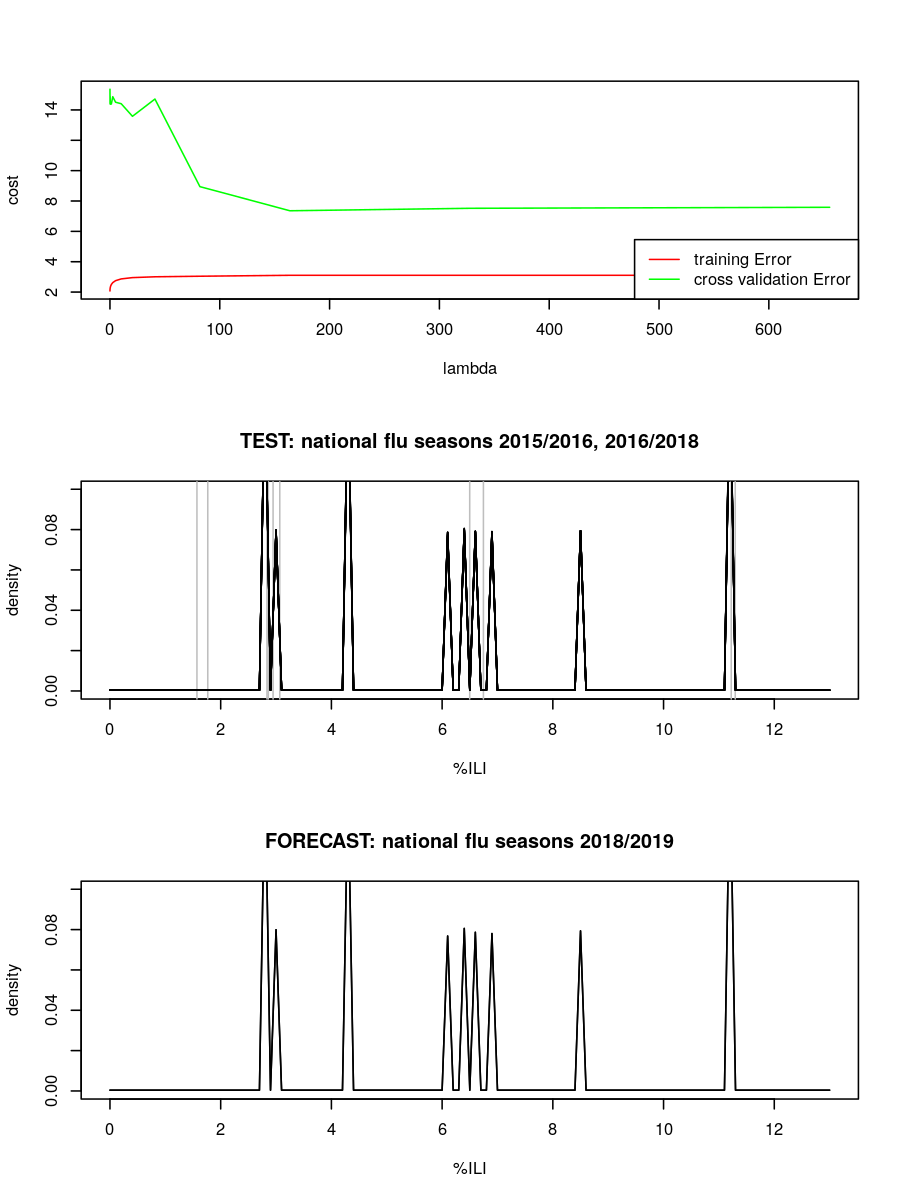 cost
14
10
8
6
4
2
training Error
cross validation Error
0 100 200 300 400 500 600
lambda
TEST: national flu seasons 2015/2016, 2016/2018
density
0.08
0.04
0.00
0 2 4 6 8 10 12
%ILI
FORECAST: national flu seasons 2018/2019
density
0.08
0.04
0.00
0 2 4 6 8 10 12
%ILI